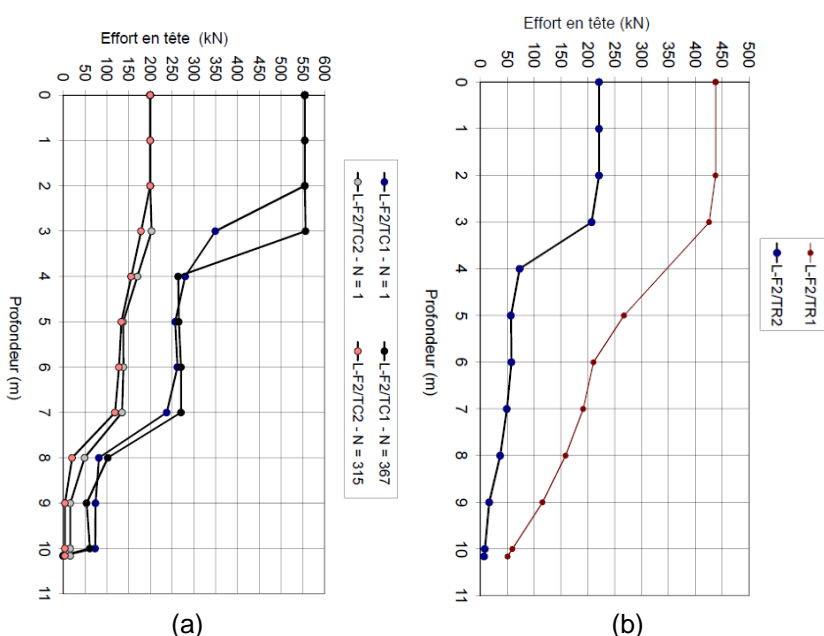 Effort en tête (kN)
0 50 100 150 200 250 300 350 400 450 500 550 600
0 1 2 3 4 5 6 7 8 9 10 11
Profondeur (m)
L-F2/TC1 - N = 1
L-F2/TC2 - N = 1
L-F2/TC1 - N = 367
L-F2/TC2 - N = 315
(a)
Effort en tête (kN)
0 50 100 150 200 250 300 350 400 450 500
0 1 2 3 4 5 6 7 8 9 10 11
Profondeur (m)
L-F2/TR1
L-F2/TR2
(b)